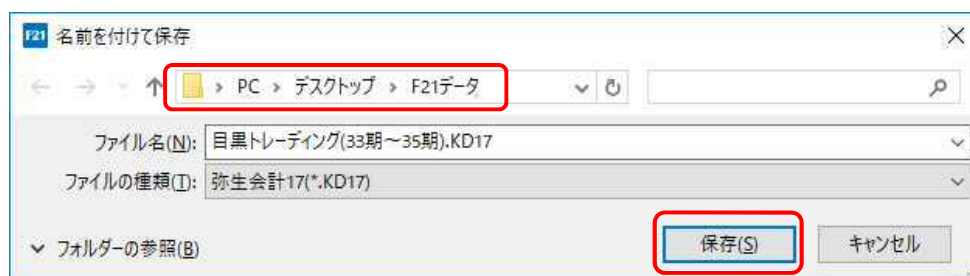 F21 名前を付けて保存
PC > デスクトップ > F21データ
ファイル名(N): 目黒トレーディング(33期～35期).KD17
ファイルの種類(T): 弥生会計17(*.KD17)
フォルダーの参照(B) 保存(S) キャンセル